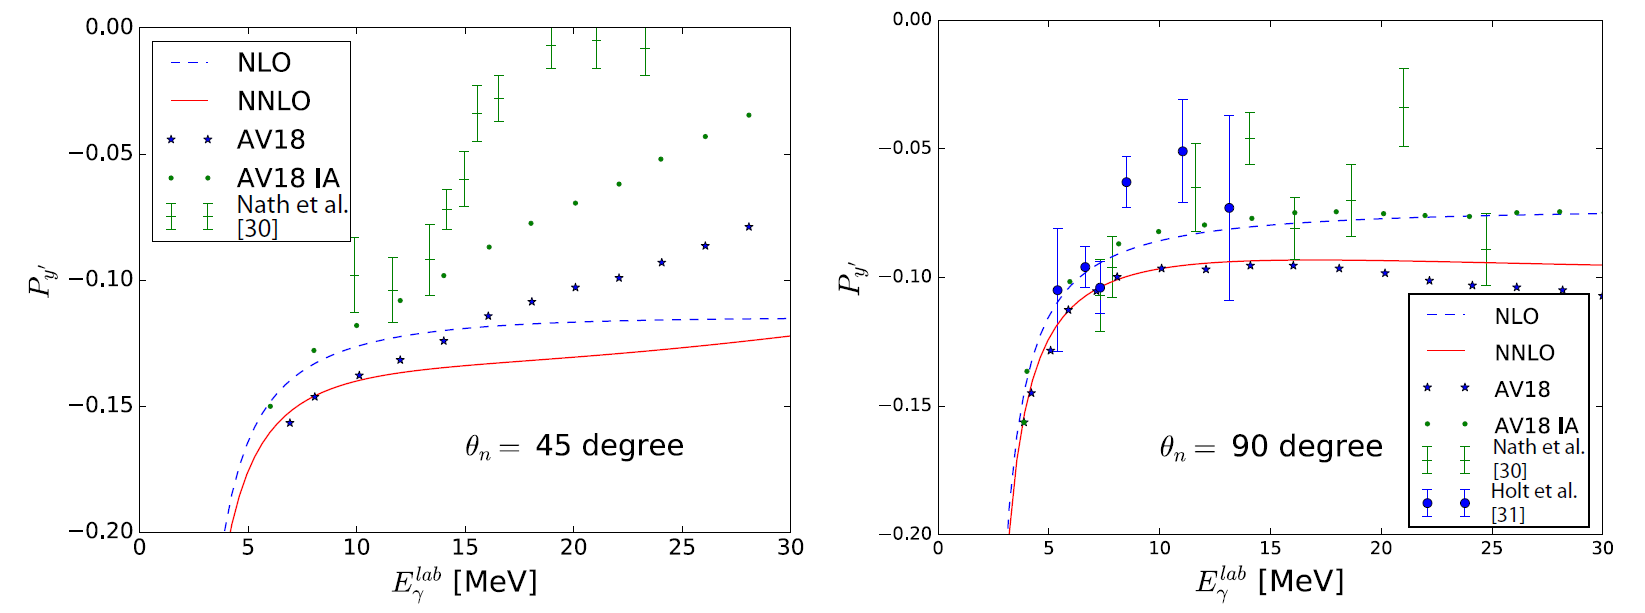 0.00
−0.05
−0.10
−0.15
−0.20
P_{y'}
NLO
NNLO
AV18
AV18 IA
Nath et al.
[30]
θ_n = 45 degree
0 5 10 15 20 25 30
E_γ^{lab} [MeV]
0.00
−0.05
−0.10
−0.15
−0.20
P_{y'}
θ_n = 90 degree
NLO
NNLO
AV18
AV18 IA
Nath et al.
[30]
Holt et al.
[31]
0 5 10 15 20 25 30
E_γ^{lab} [MeV]